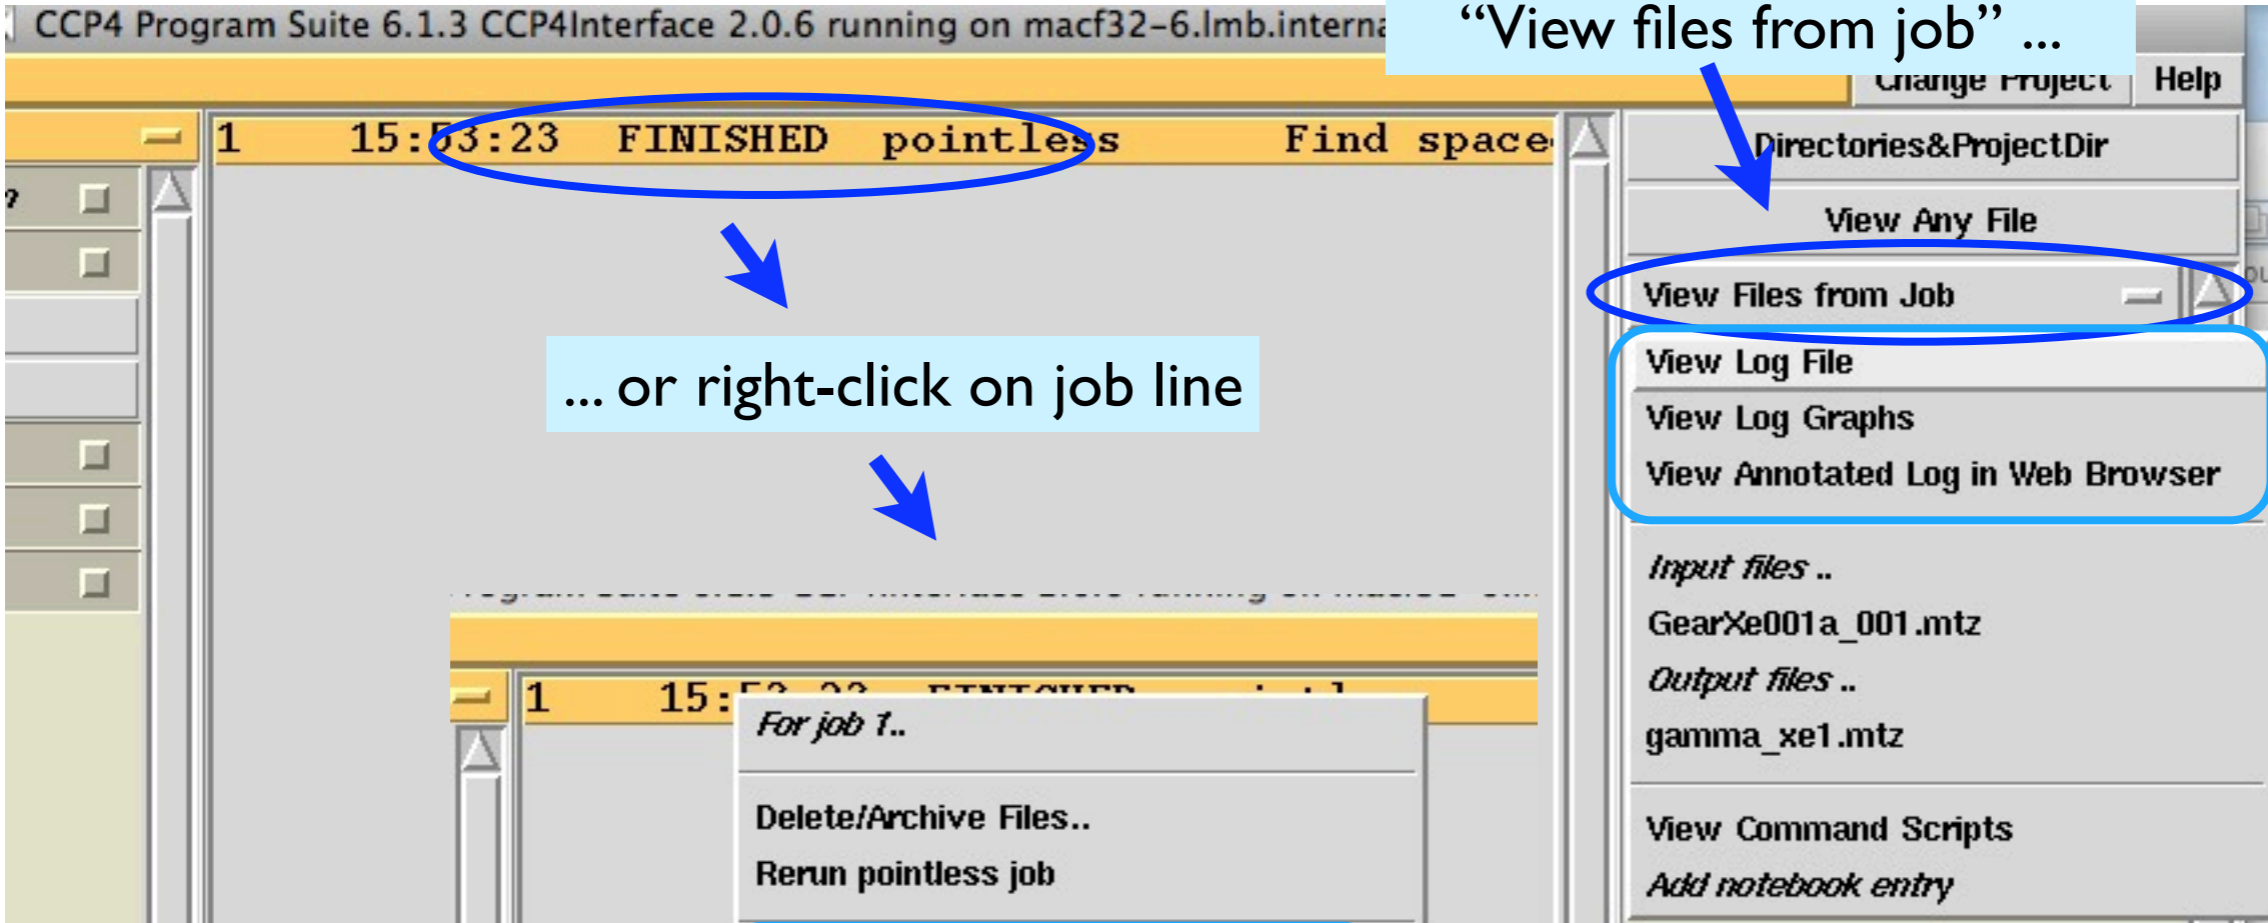 CCP4 Program Suite 6.1.3 CCP4Interface 2.0.6 running on macf32-6.lmb.interna
“View files from job” ...
Change Project Help
1 15:53:23 FINISHED pointless Find space
?
Directories&ProjectDir
View Any File
View Files from Job
... or right-click on job line
View Log File
View Log Graphs
View Annotated Log in Web Browser
Input files ..
GearXe001a_001.mtz
Output files ..
gamma_xe1.mtz
View Command Scripts
Add notebook entry
1 15:53:23 FINISHED
For job 1..
Delete/Archive Files..
Rerun pointless job